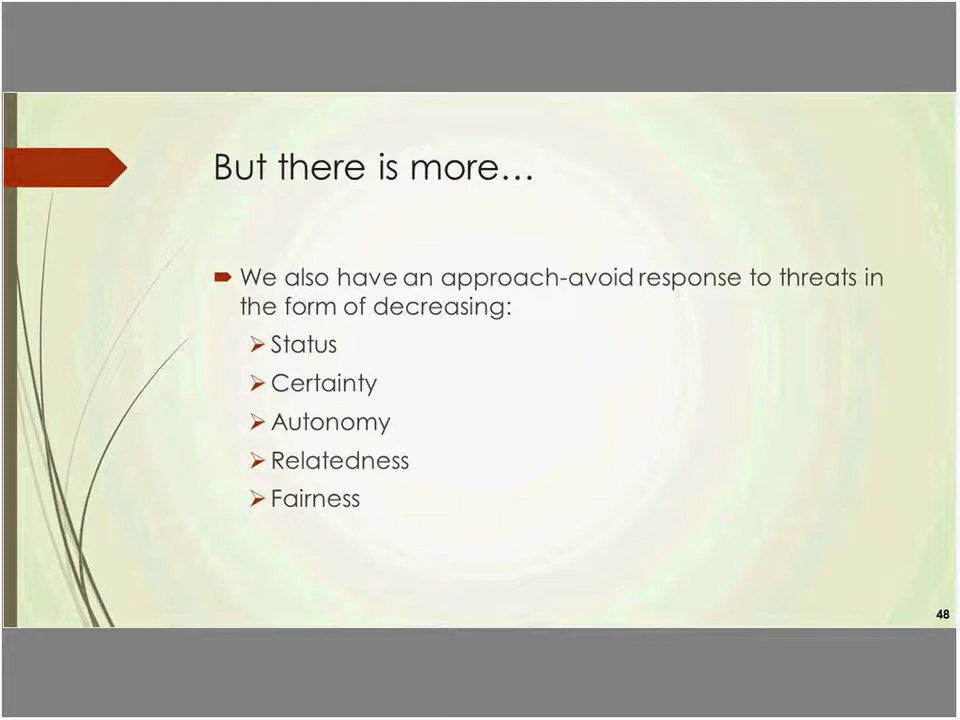 But there is more…
We also have an approach-avoid response to threats in
the form of decreasing:
Status
Certainty
Autonomy
Relatedness
Fairness
48